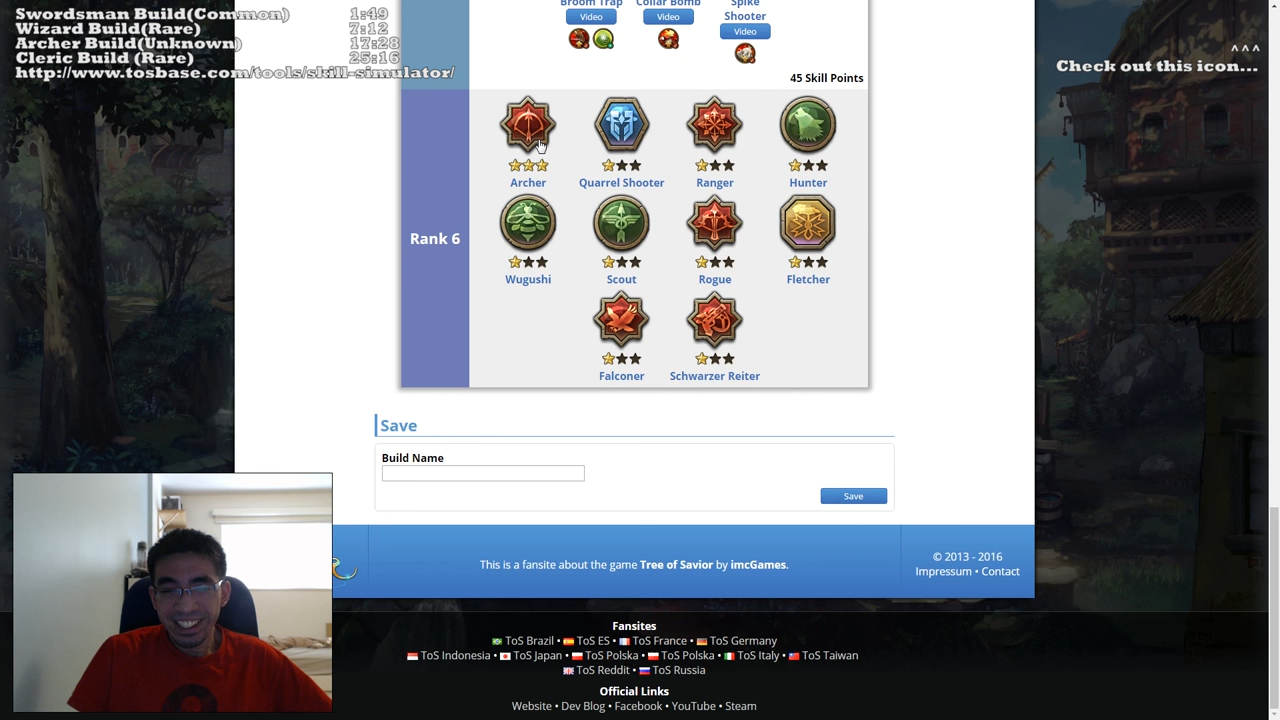 Swordsman Build(Common) 1:49
Wizard Build(Rare) 7:12
Archer Build(Unknown) 17:28
Cleric Build (Rare) 25:16
http://www.tosbase.com/tools/skill-simulator/
^^^
Check out this icon...
Broom Trap Collar Bomb Spike Shooter
Video Video Video
45 Skill Points
Rank 6
Archer Quarrel Shooter Ranger Hunter
Wugushi Scout Rogue Fletcher
Falconer Schwarzer Reiter
Save
Build Name
Save
This is a fansite about the game Tree of Savior by imcGames.
© 2013 - 2016
Impressum • Contact
Fansites
ToS Brazil • ToS ES • ToS France • ToS Germany
ToS Indonesia • ToS Japan • ToS Polska • ToS Polska • ToS Italy • ToS Taiwan
ToS Reddit • ToS Russia
Official Links
Website • Dev Blog • Facebook • YouTube • Steam